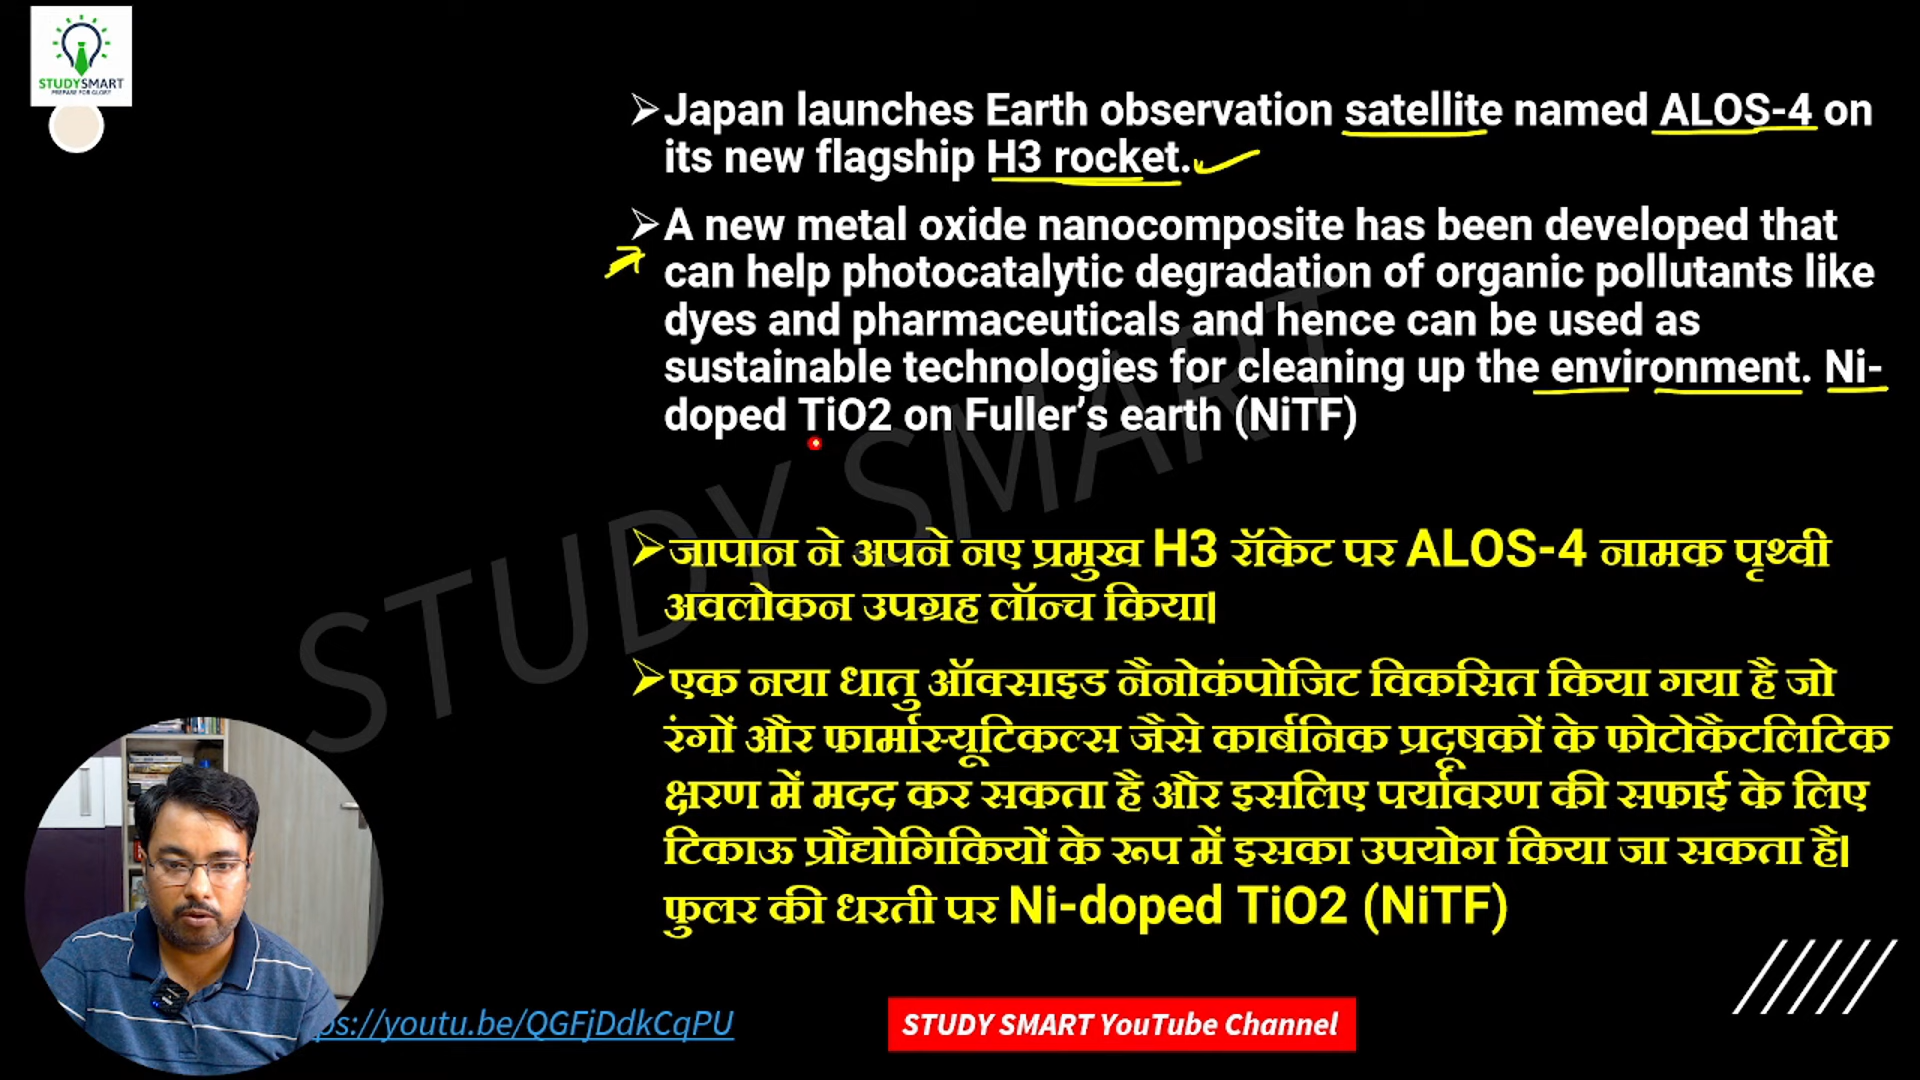 STUDYSMART
PREPARE FOR GLORY
➢Japan launches Earth observation satellite named ALOS-4 on
its new flagship H3 rocket.
➢A new metal oxide nanocomposite has been developed that
can help photocatalytic degradation of organic pollutants like
dyes and pharmaceuticals and hence can be used as
sustainable technologies for cleaning up the environment. Ni-
doped TiO2 on Fuller’s earth (NiTF)
STUDY SMART
➢जापान ने अपने नए प्रमुख H3 रॉकेट पर ALOS-4 नामक पृथ्वी
अवलोकन उपग्रह लॉन्च किया।
➢एक नया धातु ऑक्साइड नैनोकंपोजिट विकसित किया गया है जो
रंगों और फार्मास्यूटिकल्स जैसे कार्बनिक प्रदूषकों के फोटोकैटलिटिक
क्षरण में मदद कर सकता है और इसलिए पर्यावरण की सफाई के लिए
टिकाऊ प्रौद्योगिकियों के रूप में इसका उपयोग किया जा सकता है।
फुलर की धरती पर Ni-doped TiO2 (NiTF)
ps://youtu.be/QGFjDdkCqPU
STUDY SMART YouTube Channel